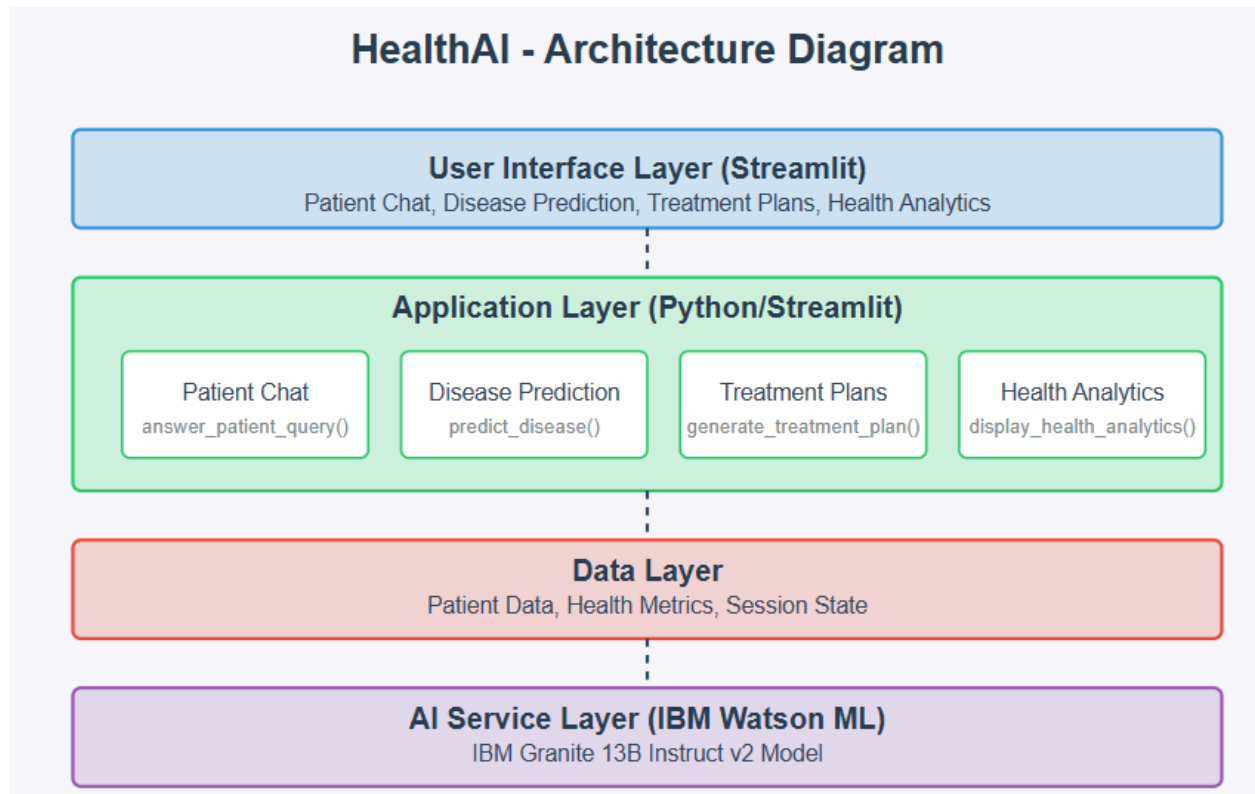 HealthAI - Architecture Diagram
User Interface Layer (Streamlit)
Patient Chat, Disease Prediction, Treatment Plans, Health Analytics
Application Layer (Python/Streamlit)
Patient Chat
answer_patient_query()
Disease Prediction
predict_disease()
Treatment Plans
generate_treatment_plan()
Health Analytics
display_health_analytics()
Data Layer
Patient Data, Health Metrics, Session State
AI Service Layer (IBM Watson ML)
IBM Granite 13B Instruct v2 Model